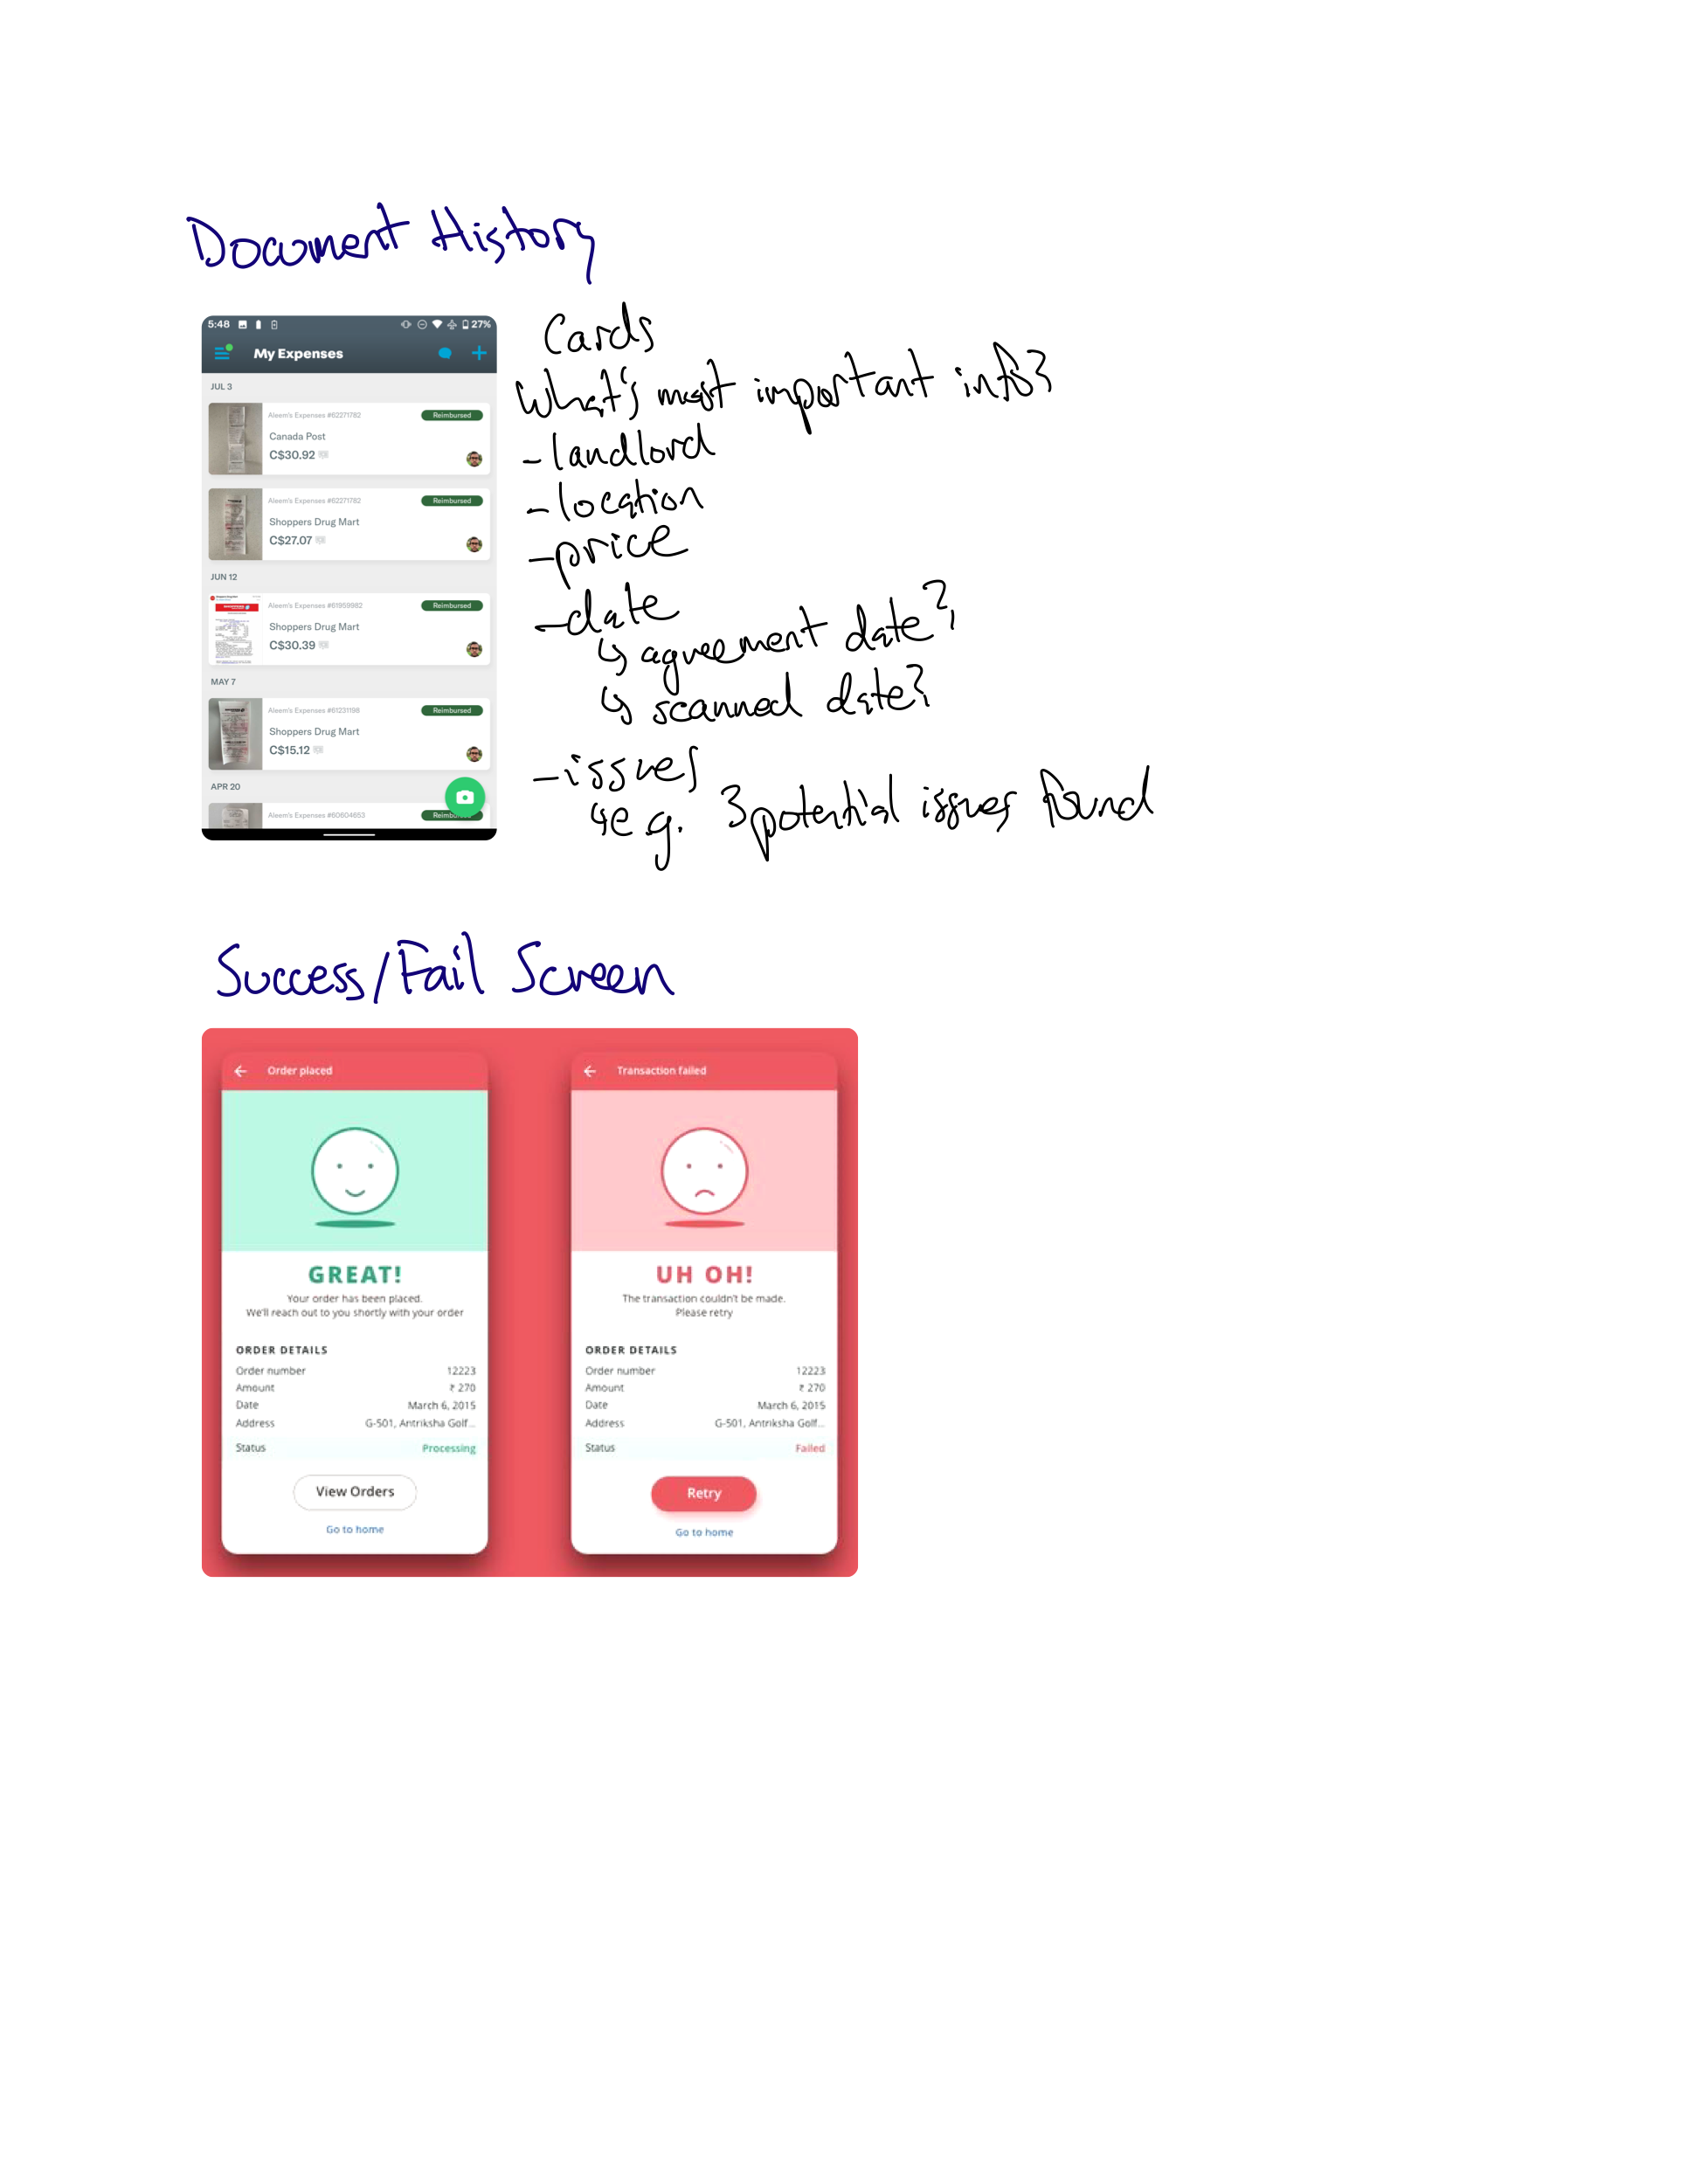 Document History
5:48 27%
My Expenses
JUL 3
Aleem's Expenses #62271782 Reimbursed
Canada Post
C$30.92
Aleem's Expenses #62271782 Reimbursed
Shoppers Drug Mart
C$27.07
JUN 12
Aleem's Expenses #61959982 Reimbursed
Shoppers Drug Mart
C$30.39
MAY 7
Aleem's Expenses #61231198 Reimbursed
Shoppers Drug Mart
C$15.12
APR 20
Aleem's Expenses #60604653
Cards
What's most important info?
- landlord
- location
- price
- date
↳ agreement date?
↳ scanned date?
- issues
↳ e.g. 3 potential issues found
Success/Fail Screen
Order placed
GREAT!
Your order has been placed.
We'll reach out to you shortly with your order
ORDER DETAILS
Order number 12223
Amount ₹ 270
Date March 6, 2015
Address G-501, Antriksha Golf...
Status Processing
View Orders
Go to home
Transaction failed
UH OH!
The transaction couldn't be made.
Please retry
ORDER DETAILS
Order number 12223
Amount ₹ 270
Date March 6, 2015
Address G-501, Antriksha Golf...
Status Failed
Retry
Go to home